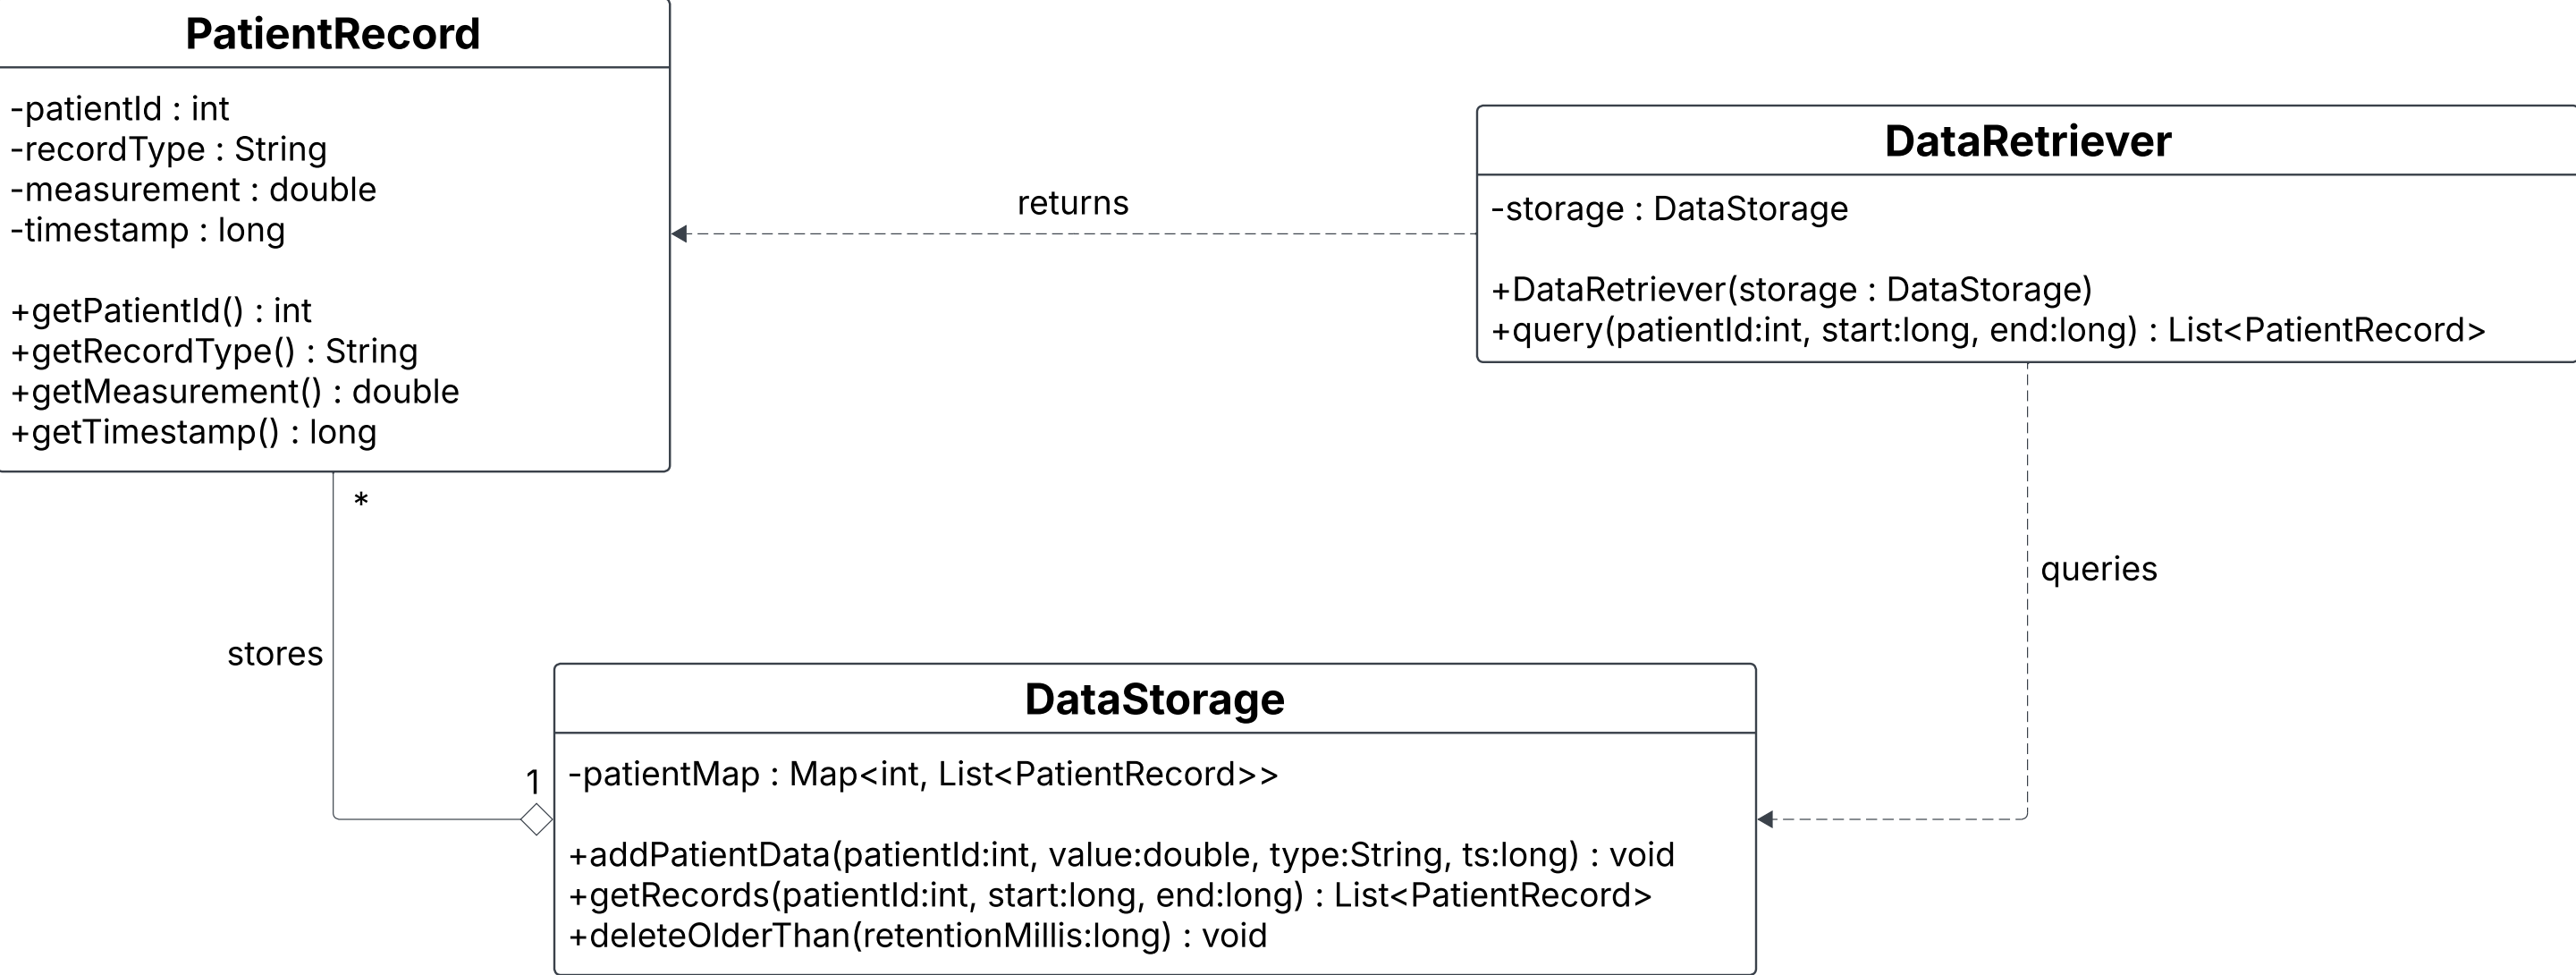 PatientRecord
-patientId : int
-recordType : String
-measurement : double
-timestamp : long
+getPatientId() : int
+getRecordType() : String
+getMeasurement() : double
+getTimestamp() : long
returns
DataRetriever
-storage : DataStorage
+DataRetriever(storage : DataStorage)
+query(patientId:int, start:long, end:long) : List<PatientRecord>
*
stores
queries
1
DataStorage
-patientMap : Map<int, List<PatientRecord>>
+addPatientData(patientId:int, value:double, type:String, ts:long) : void
+getRecords(patientId:int, start:long, end:long) : List<PatientRecord>
+deleteOlderThan(retentionMillis:long) : void